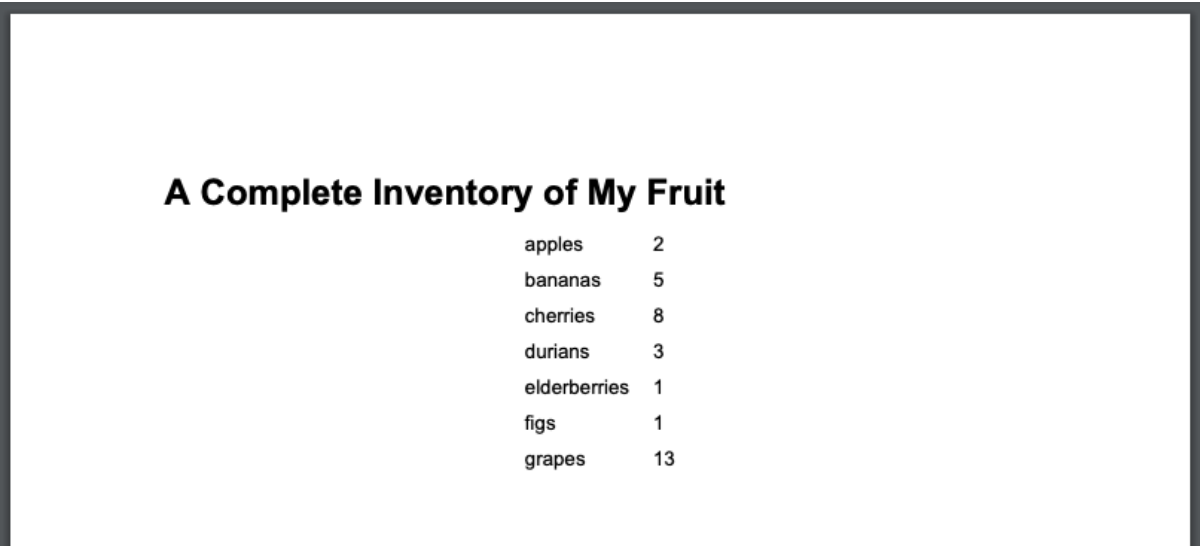 A Complete Inventory of My Fruit
apples 2
bananas 5
cherries 8
durians 3
elderberries 1
figs 1
grapes 13